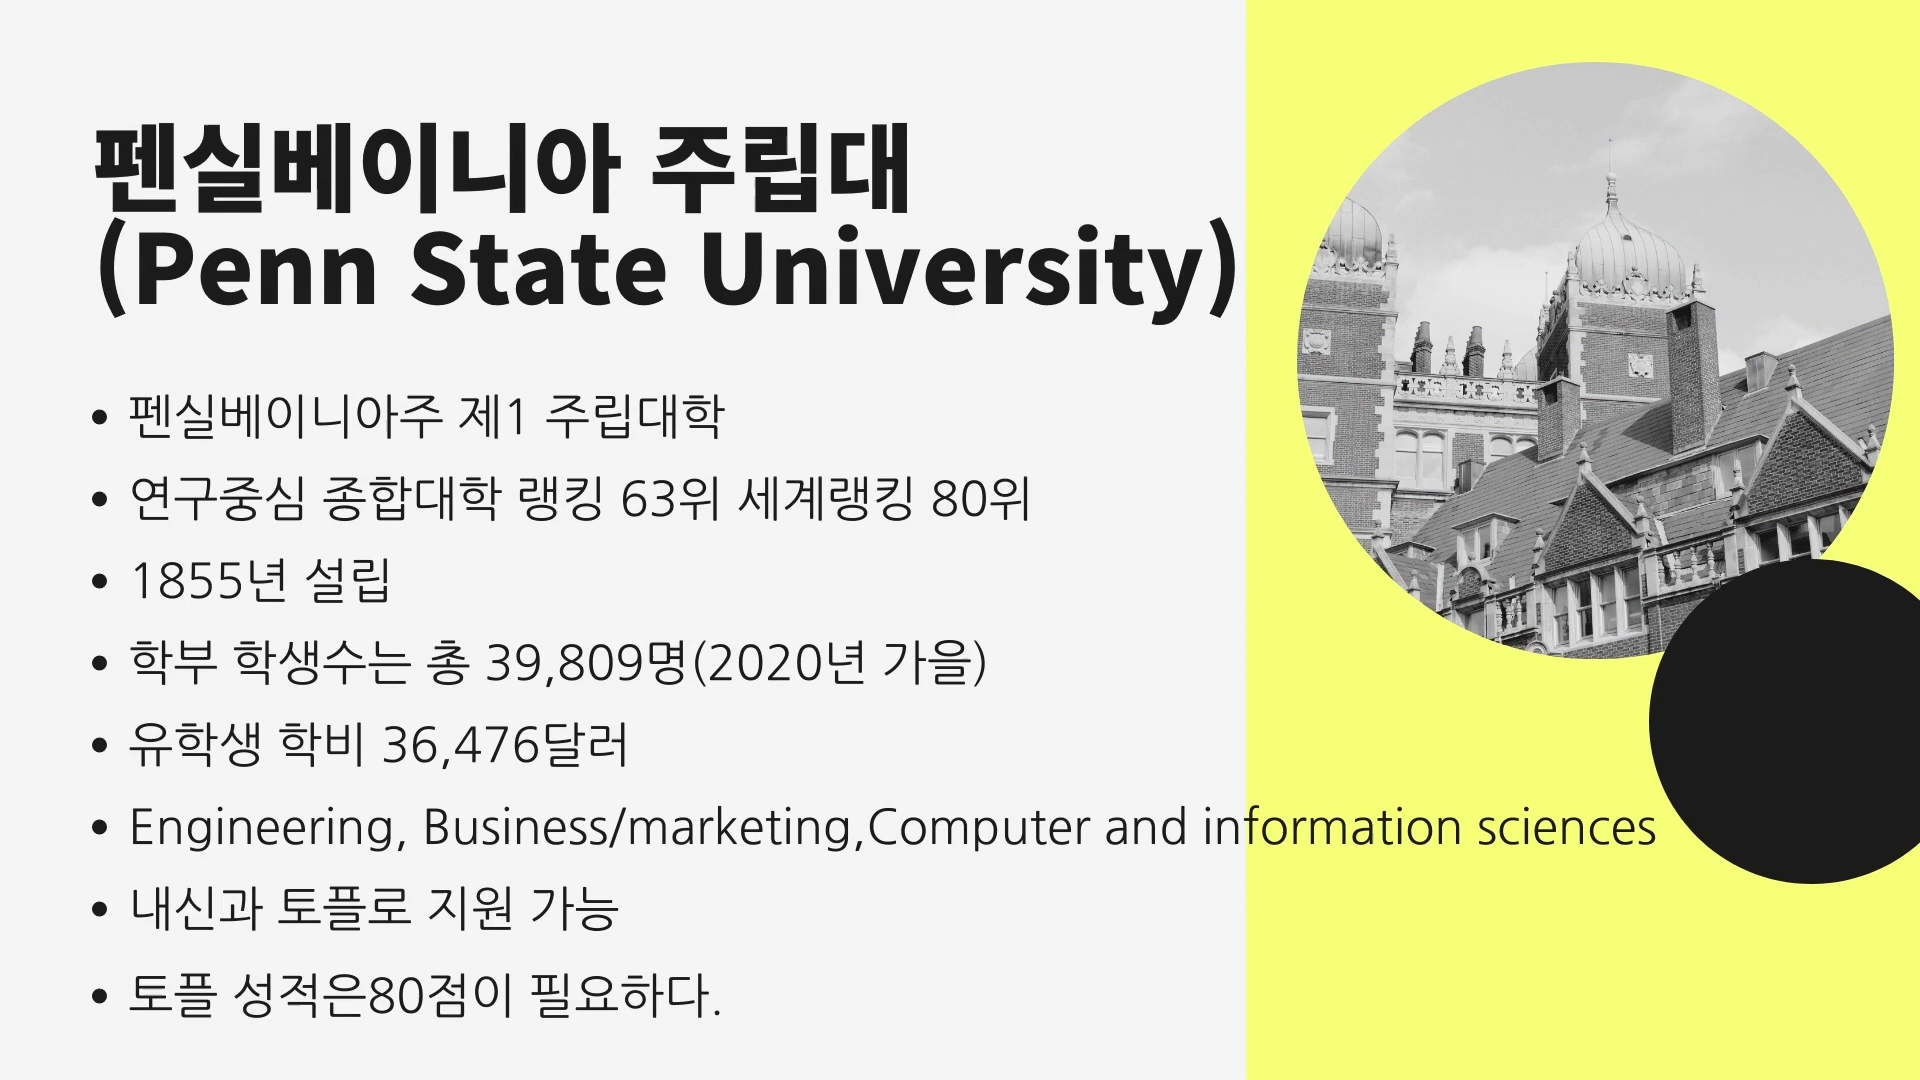 펜실베이니아 주립대
(Penn State University)
• 펜실베이니아주 제1 주립대학
• 연구중심 종합대학 랭킹 63위 세계랭킹 80위
• 1855년 설립
• 학부 학생수는 총 39,809명(2020년 가을)
• 유학생 학비 36,476달러
• Engineering, Business/marketing,Computer and information sciences
• 내신과 토플로 지원 가능
• 토플 성적은80점이 필요하다.